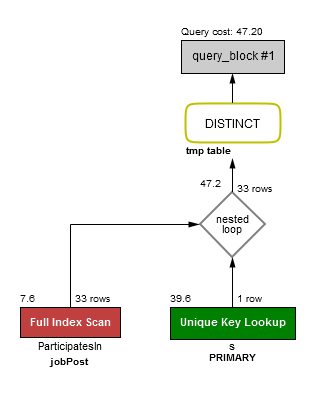 Query cost: 47.20
query_block #1
DISTINCT
tmp table
47.2
33 rows
nested
loop
7.6
33 rows
39.6
1 row
Full Index Scan
Unique Key Lookup
ParticipatesIn
jobPost
s
PRIMARY